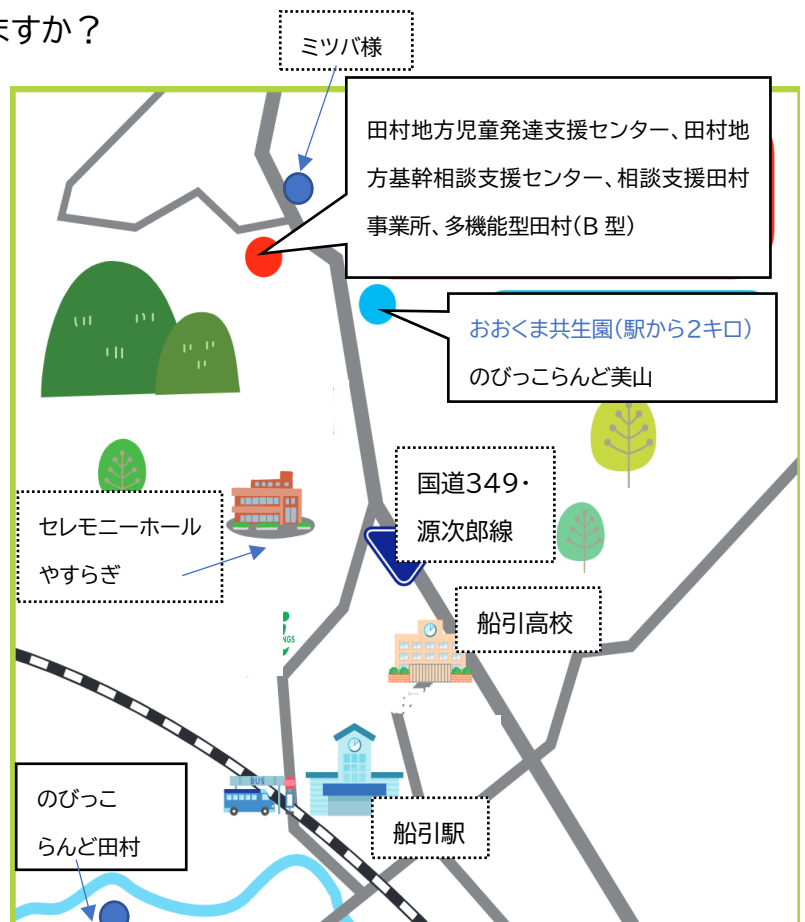 ますか？
ミツバ様
田村地方児童発達支援センター、田村地
方基幹相談支援センター、相談支援田村
事業所、多機能型田村（B 型）
おおくま共生園（駅から2キロ）
のびっこらんど美山
国道349・
源次郎線
セレモニーホール
やすらぎ
船引高校
NGS
BUS
のびっこ
らんど田村
船引駅